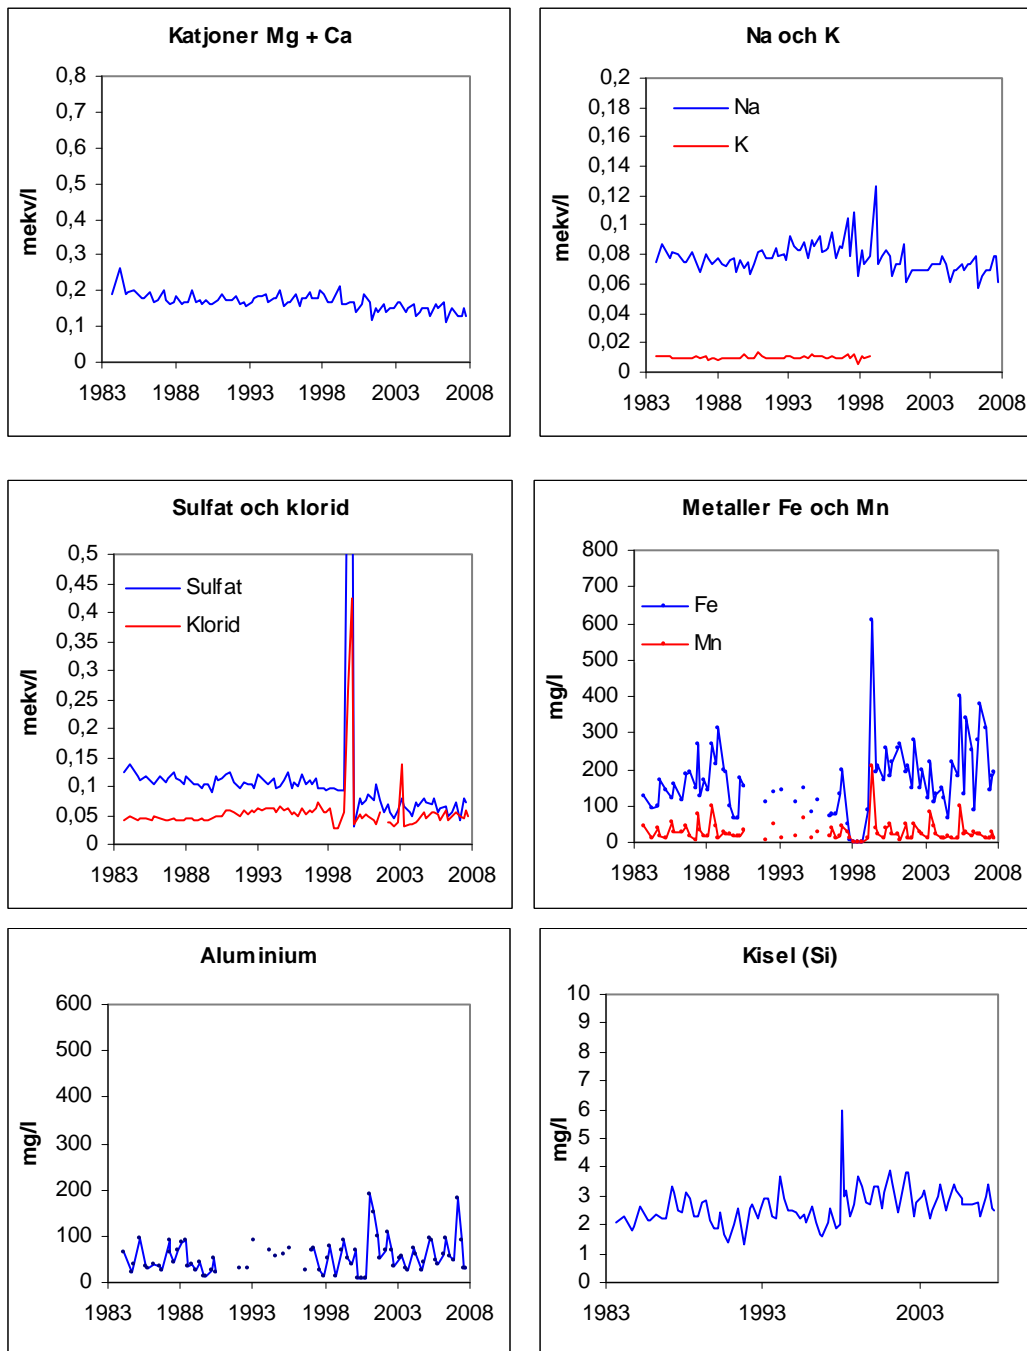 Katjoner Mg + Ca
0,8
0,7
0,6
0,5
0,4
0,3
0,2
0,1
0
mekv/l
1983 1988 1993 1998 2003 2008
Na och K
0,2
0,18
0,16
0,14
0,12
0,1
0,08
0,06
0,04
0,02
0
mekv/l
Na
K
1983 1988 1993 1998 2003 2008
Sulfat och klorid
0,5
0,45
0,4
0,35
0,3
0,25
0,2
0,15
0,1
0,05
0
mekv/l
Sulfat
Klorid
1983 1988 1993 1998 2003 2008
Metaller Fe och Mn
800
700
600
500
400
300
200
100
0
mg/l
Fe
Mn
1983 1988 1993 1998 2003 2008
Aluminium
600
500
400
300
200
100
0
mg/l
1983 1988 1993 1998 2003 2008
Kisel (Si)
10
9
8
7
6
5
4
3
2
1
0
mg/l
1983 1993 2003